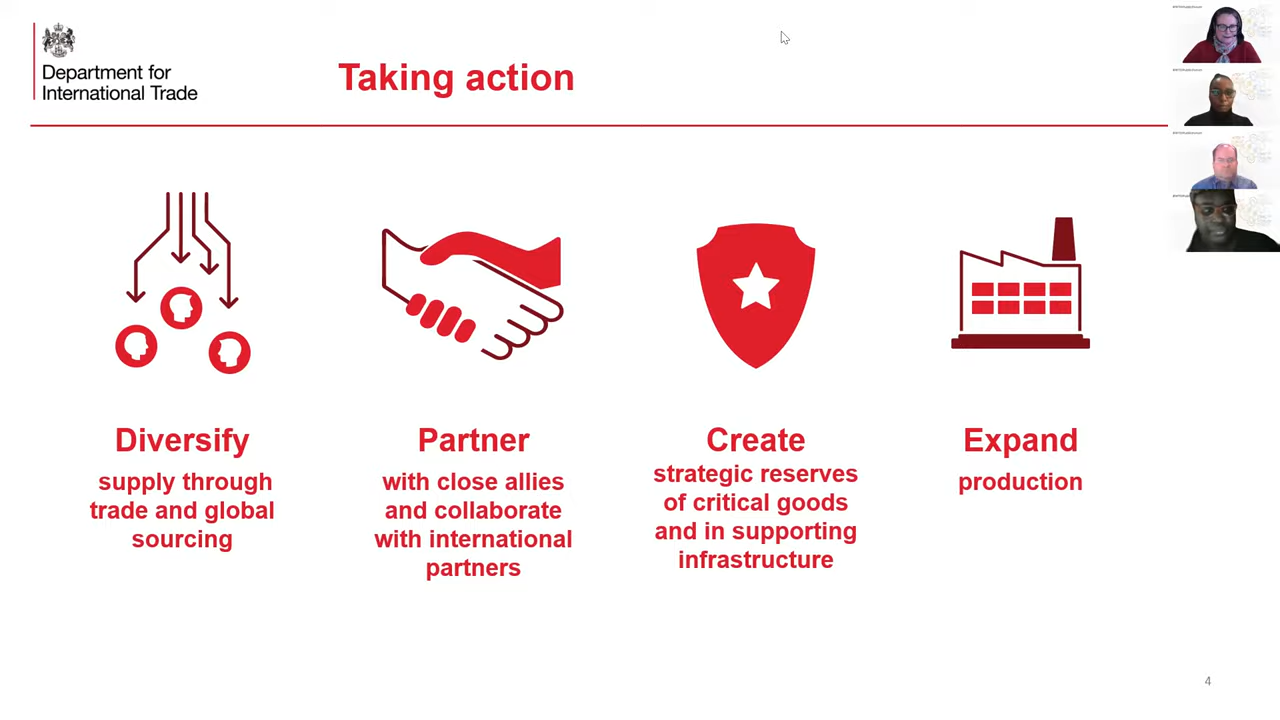 Department for
International Trade
Taking action
Diversify
supply through
trade and global
sourcing
Partner
with close allies
and collaborate
with international
partners
Create
strategic reserves
of critical goods
and in supporting
infrastructure
Expand
production
4